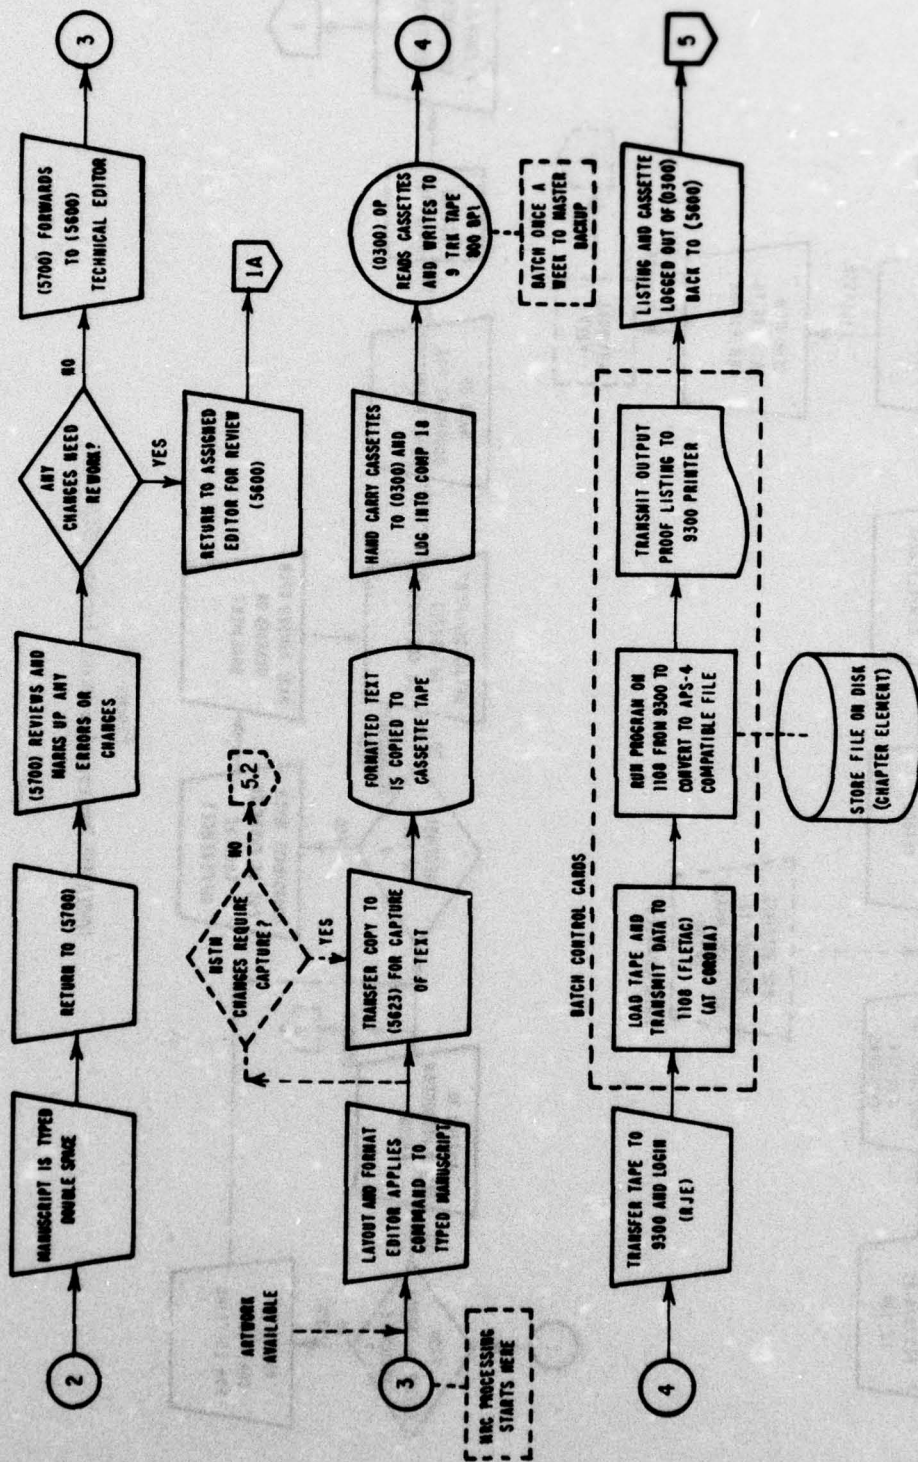 2
MANUSCRIPT IS TYPED
DOUBLE SPACE
RETURN TO (5700)
(5700) REVIEWS AND
MARKS UP ANY
ERRORS OR
CHANGES
ANY
CHANGES NEED
REWORK?
NO
(5700) FORWARDS
TO (5600)
TECHNICAL EDITOR
3
YES
RETURN TO ASSIGNED
EDITOR FOR REVIEW
(5600)
1A
ARTWORK
AVAILABLE
3
NRC PROCESSING
STARTS HERE
LAYOUT AND FORMAT
EDITOR APPLIES
COMMAND TO
TYPED MANUSCRIPT
NSTM
CHANGES REQUIRE
CAPTURE?
NO
5.2
YES
TRANSFER COPY TO
(5623) FOR CAPTURE
OF TEXT
FORMATTED TEXT
IS COPIED TO
CASSETTE TAPE
HAND CARRY CASSETTES
TO (0300) AND
LOG INTO COMP 18
(0300) OP
READS CASSETTES
AND WRITES TO
9 TRK TAPE
800 BPI
4
BATCH ONCE A
WEEK TO MASTER
BACKUP
4
TRANSFER TAPE TO
9300 AND LOGIN
(RJE)
BATCH CONTROL CARDS
LOAD TAPE AND
TRANSMIT DATA TO
1108 (FLETAC)
(AT CORONA)
RUN PROGRAM ON
1108 FROM 9300 TO
CONVERT TO APS-4
COMPATIBLE FILE
TRANSMIT OUTPUT
PROOF LISTING TO
9300 PRINTER
LISTING AND CASSETTE
LOGGED OUT OF (0300)
BACK TO (5600)
5
STORE FILE ON DISK
(CHAPTER ELEMENT)